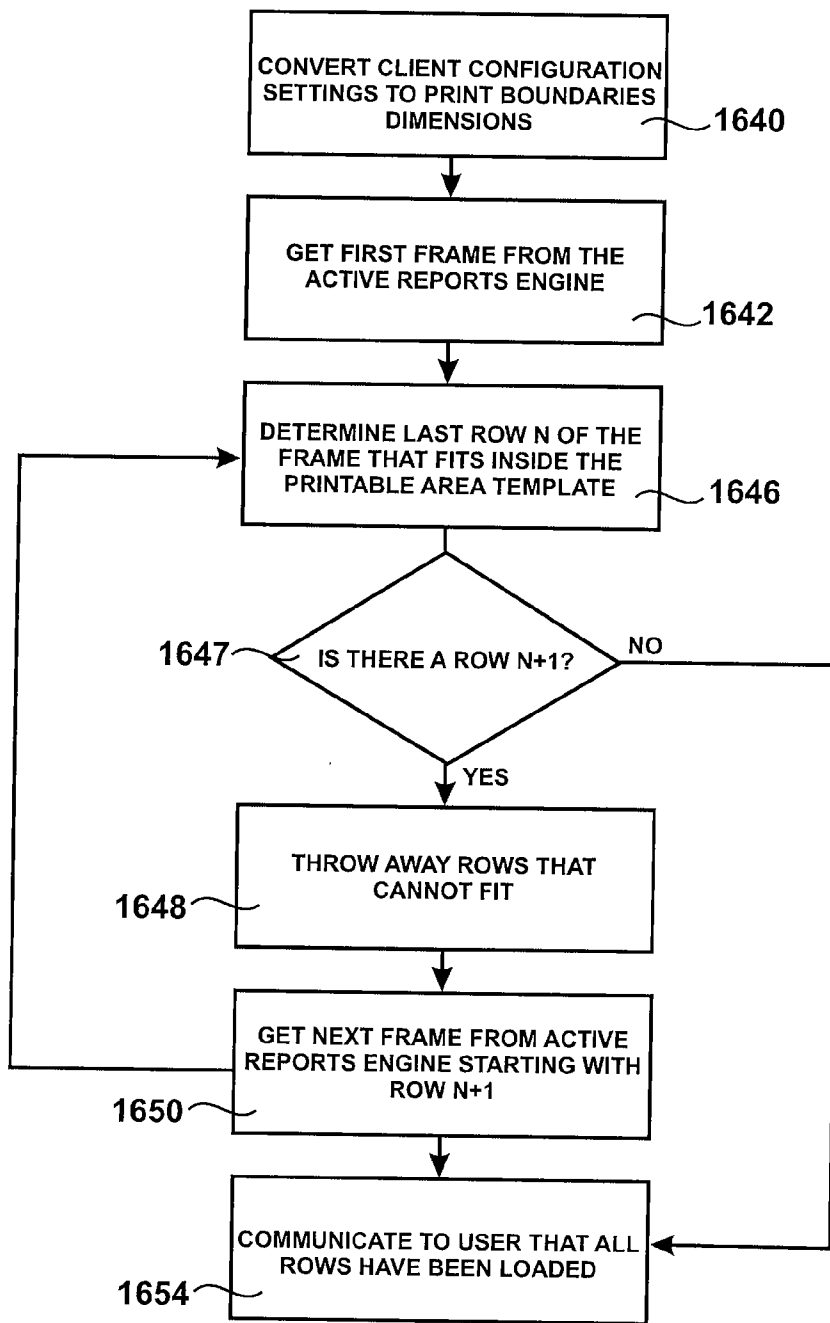 CONVERT CLIENT CONFIGURATION
SETTINGS TO PRINT BOUNDARIES
DIMENSIONS
1640
GET FIRST FRAME FROM THE
ACTIVE REPORTS ENGINE
1642
DETERMINE LAST ROW N OF THE
FRAME THAT FITS INSIDE THE
PRINTABLE AREA TEMPLATE
1646
1647
IS THERE A ROW N+1?
NO
YES
THROW AWAY ROWS THAT
CANNOT FIT
1648
GET NEXT FRAME FROM ACTIVE
REPORTS ENGINE STARTING WITH
ROW N+1
1650
COMMUNICATE TO USER THAT ALL
ROWS HAVE BEEN LOADED
1654